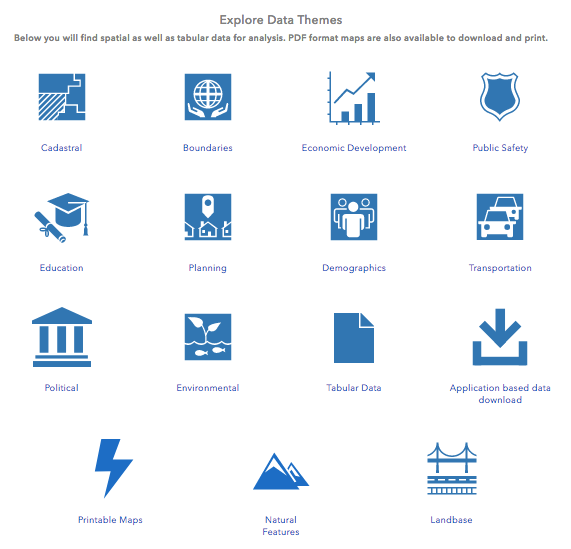 Explore Data Themes
Below you will find spatial as well as tabular data for analysis. PDF format maps are also available to download and print.
Cadastral
Boundaries
Economic Development
Public Safety
Education
Planning
Demographics
Transportation
Political
Environmental
Tabular Data
Application based data
download
Printable Maps
Natural
Features
Landbase